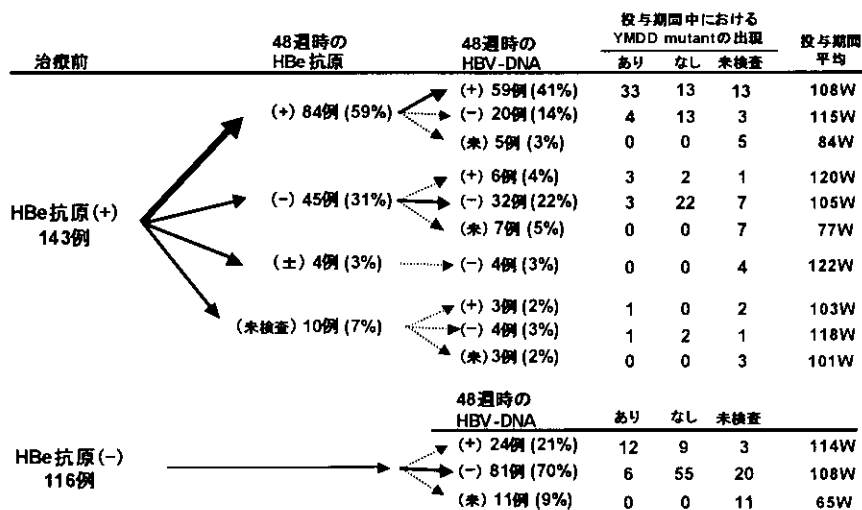 投与期間中における
48週時の 48週時の YMDD mutantの出現 投与期間
治療前 HBe抗原 HBV-DNA あり なし 未検査 平均
(+) 59例 (41%) 33 13 13 108W
(+) 84例 (59%) (-) 20例 (14%) 4 13 3 115W
(未) 5例 (3%) 0 0 5 84W
(+) 6例 (4%) 3 2 1 120W
(-) 45例 (31%) (-) 32例 (22%) 3 22 7 105W
HBe抗原(+)
143例
(未) 7例 (5%) 0 0 7 77W
(±) 4例 (3%) (-) 4例 (3%) 0 0 4 122W
(+) 3例 (2%) 1 0 2 103W
(未検査) 10例 (7%) (-) 4例 (3%) 1 2 1 118W
(未) 3例 (2%) 0 0 3 101W
48週時の
HBV-DNA あり なし 未検査
(+) 24例 (21%) 12 9 3 114W
HBe抗原(-)
116例
(-) 81例 (70%) 6 55 20 108W
(未) 11例 (9%) 0 0 11 65W